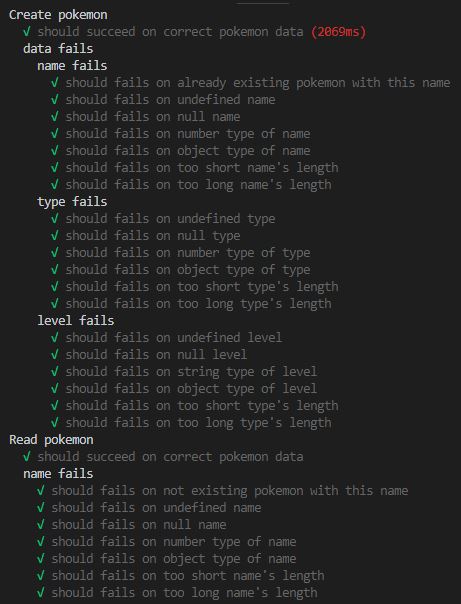 Create pokemon
√ should succeed on correct pokemon data (2069ms)
data fails
name fails
√ should fails on already existing pokemon with this name
√ should fails on undefined name
√ should fails on null name
√ should fails on number type of name
√ should fails on object type of name
√ should fails on too short name's length
√ should fails on too long name's length
type fails
√ should fails on undefined type
√ should fails on null type
√ should fails on number type of type
√ should fails on object type of type
√ should fails on too short type's length
√ should fails on too long type's length
level fails
√ should fails on undefined level
√ should fails on null level
√ should fails on string type of level
√ should fails on object type of level
√ should fails on too short type's length
√ should fails on too long type's length
Read pokemon
√ should succeed on correct pokemon data
name fails
√ should fails on not existing pokemon with this name
√ should fails on undefined name
√ should fails on null name
√ should fails on number type of name
√ should fails on object type of name
√ should fails on too short name's length
√ should fails on too long name's length